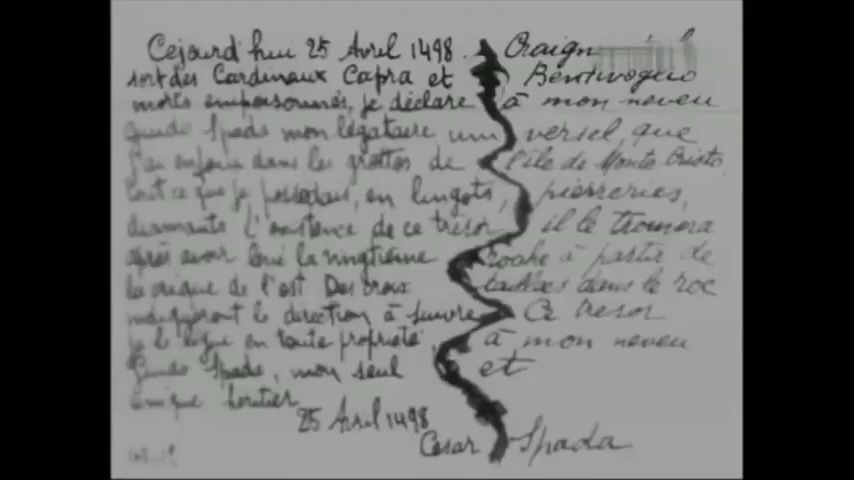 Cejourd'hui 25 Avril 1498. Craign
sort des Cardinaux Capra et Bentivoglio
morts empoisonnés, je déclare à mon neveu
Guido Spada mon légataire universel, que
j'ai enfoui dans les grottes de l'île de Monte Cristo
tout ce que je possédais, en lingots, pierreries,
diamants L'existence de ce trésor il le trouvera
après avoir levé la vingtième roche à partir de
la crique de l'est Des croix taillées dans le roc
indiqueront la direction à suivre Ce tresor
je le lègue en toute propriété, à mon neveu
Guido Spada, mon seul et
unique héritier
25 Avril 1498
Cesar Spada